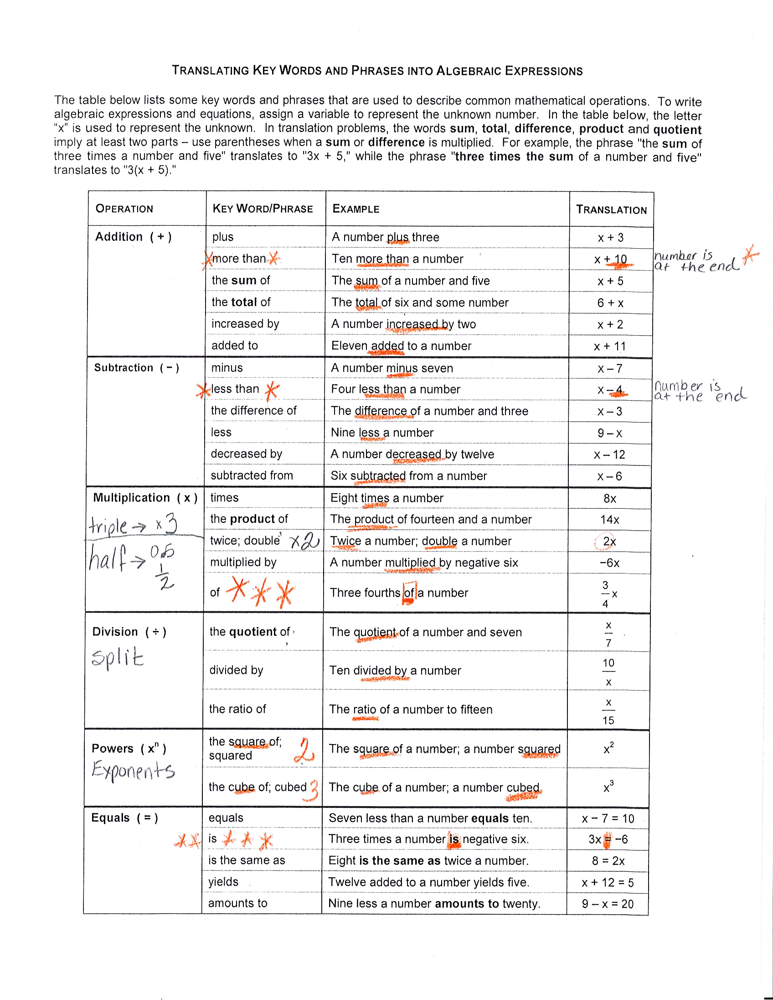 TRANSLATING KEY WORDS AND PHRASES INTO ALGEBRAIC EXPRESSIONS
The table below lists some key words and phrases that are used to describe common mathematical operations. To write
algebraic expressions and equations, assign a variable to represent the unknown number. In the table below, the letter
"x" is used to represent the unknown. In translation problems, the words sum, total, difference, product and quotient
imply at least two parts – use parentheses when a sum or difference is multiplied. For example, the phrase "the sum of
three times a number and five" translates to "3x + 5," while the phrase "three times the sum of a number and five"
translates to "3(x + 5)."
OPERATION KEY WORD/PHRASE EXAMPLE TRANSLATION
Addition (+) plus A number plus three x + 3
more than Ten more than a number x + 10 number is
at the end
the sum of The sum of a number and five x + 5
the total of The total of six and some number 6 + x
increased by A number increased by two x + 2
added to Eleven added to a number x + 11
Subtraction (−) minus A number minus seven x – 7
less than Four less than a number x – 4 number is
at the end
the difference of The difference of a number and three x – 3
less Nine less a number 9 – x
decreased by A number decreased by twelve x – 12
subtracted from Six subtracted from a number x – 6
Multiplication (x) times Eight times a number 8x
triple → x3 the product of The product of fourteen and a number 14x
twice; double x2 Twice a number; double a number 2x
half → 0.5 multiplied by A number multiplied by negative six −6x
1/2 of Three fourths of a number 3/4 x
Division (÷) the quotient of The quotient of a number and seven x/7
split
divided by Ten divided by a number 10/x
the ratio of The ratio of a number to fifteen x/15
Powers (xⁿ) the square of; 2 The square of a number; a number squared x²
squared
Exponents
the cube of; cubed 3 The cube of a number; a number cubed x³
Equals (=) equals Seven less than a number equals ten. x – 7 = 10
is Three times a number is negative six. 3x = -6
is the same as Eight is the same as twice a number. 8 = 2x
yields Twelve added to a number yields five. x + 12 = 5
amounts to Nine less a number amounts to twenty. 9 – x = 20